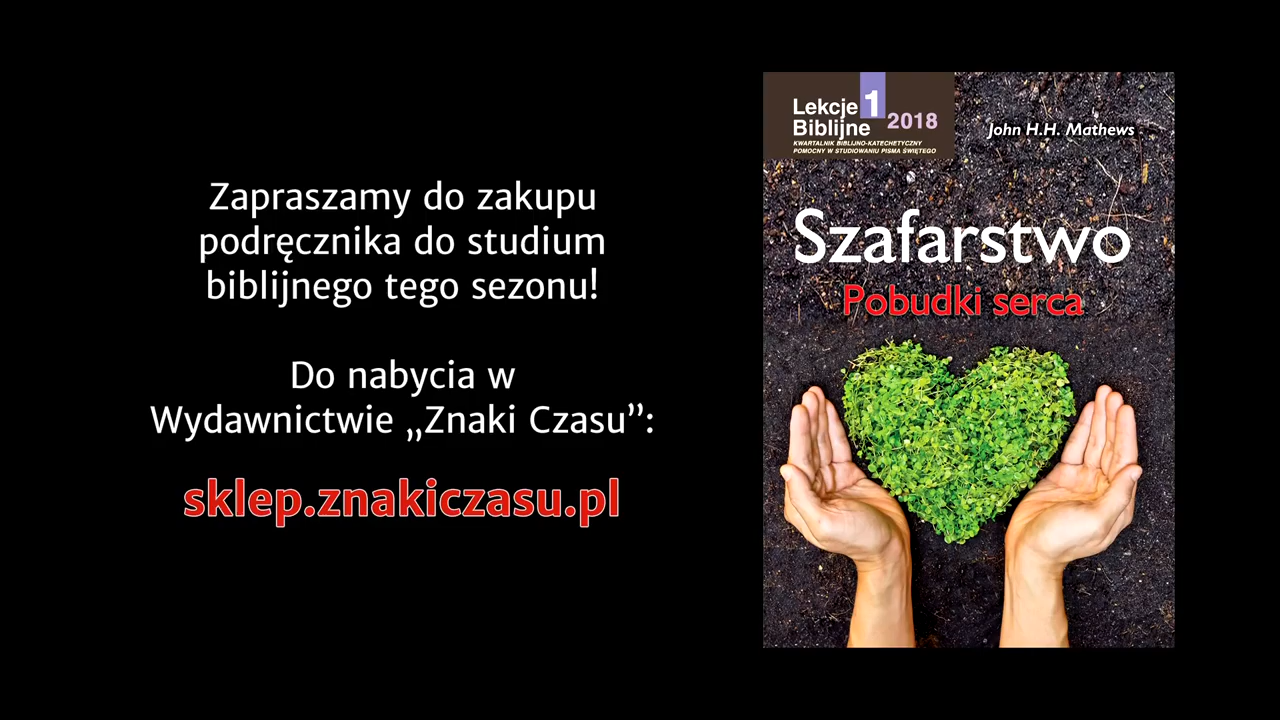 Zapraszamy do zakupu
podręcznika do studium
biblijnego tego sezonu!
Do nabycia w
Wydawnictwie „Znaki Czasu”:
sklep.znakiczasu.pl
Lekcje 1
Biblijne 2018
KWARTALNIK BIBLIJNO-KATECHETYCZNY
POMOCNY W STUDIOWANIU PISMA ŚWIĘTEGO
John H.H. Mathews
Szafarstwo
Pobudki serca